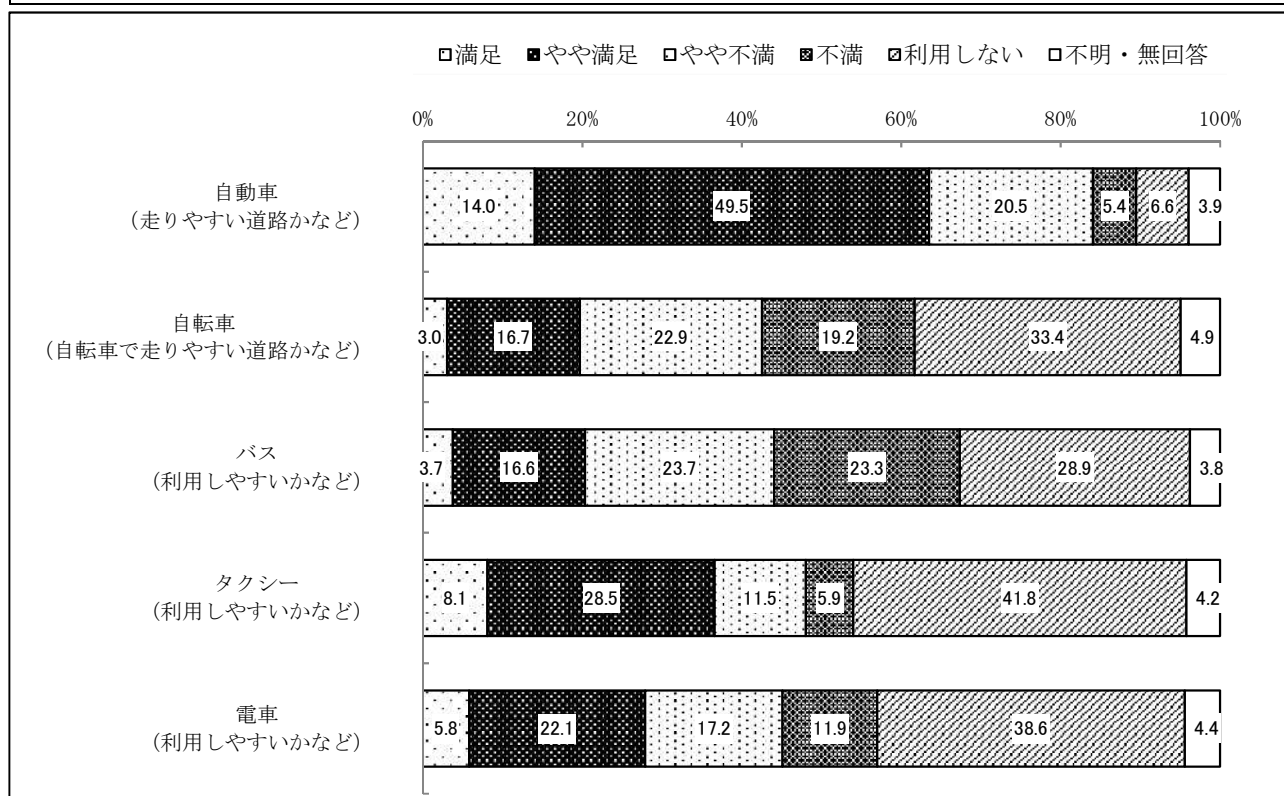 満足 やや満足 やや不満 不満 利用しない 不明・無回答
0% 20% 40% 60% 80% 100%
自動車
（走りやすい道路かなど）
14.0 49.5 20.5 5.4 6.6 3.9
自転車
（自転車で走りやすい道路かなど）
3.0 16.7 22.9 19.2 33.4 4.9
バス
（利用しやすいかなど）
3.7 16.6 23.7 23.3 28.9 3.8
タクシー
（利用しやすいかなど）
8.1 28.5 11.5 5.9 41.8 4.2
電車
（利用しやすいかなど）
5.8 22.1 17.2 11.9 38.6 4.4